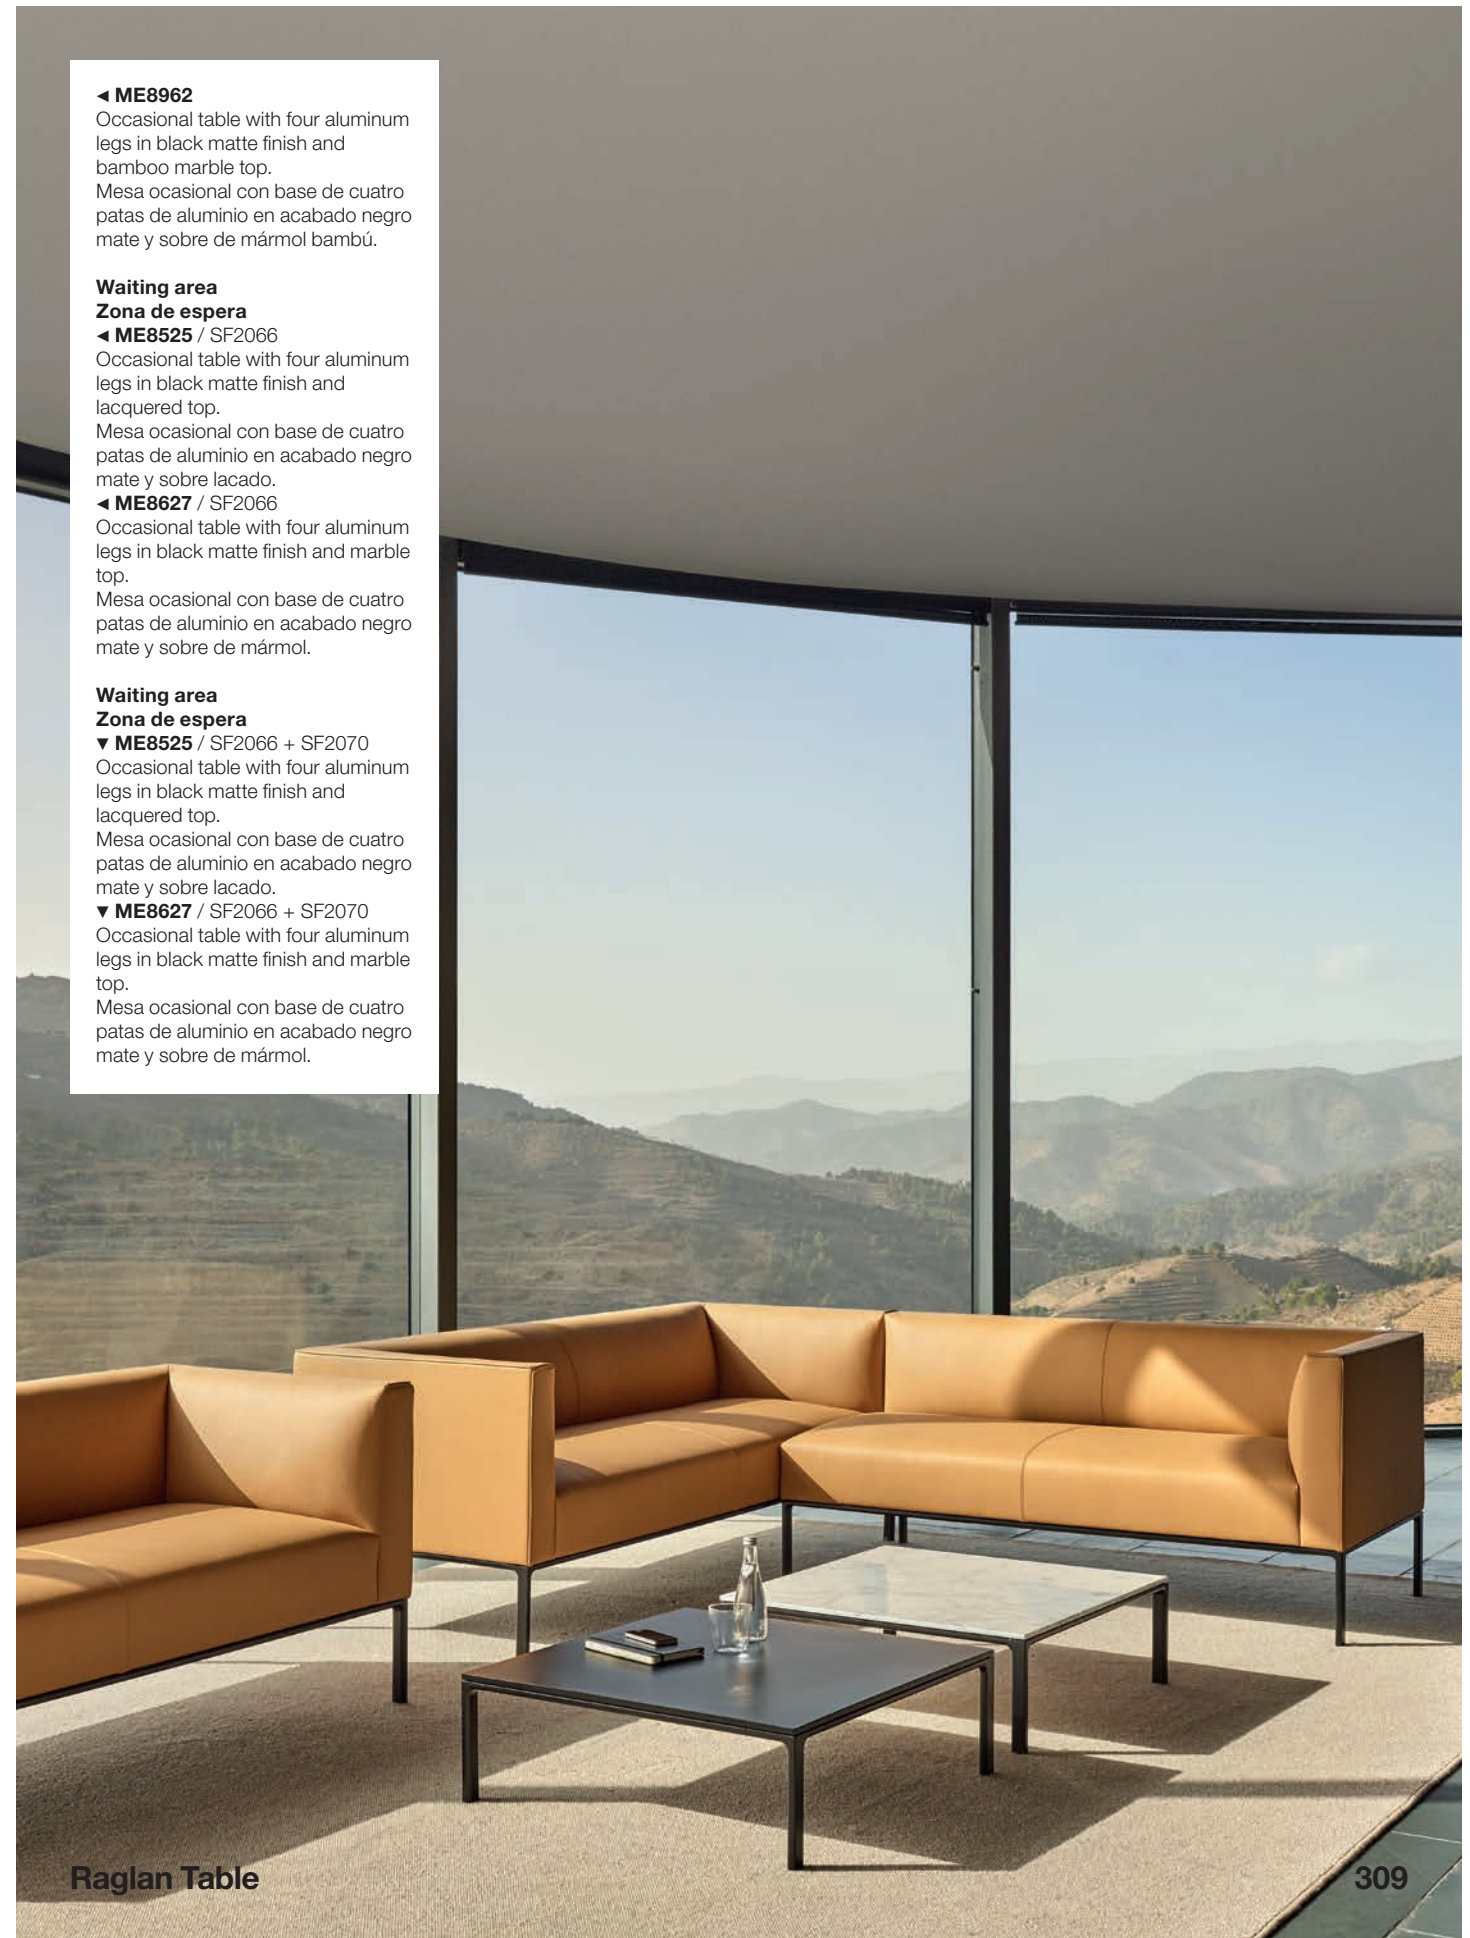 ◄ ME8962
Occasional table with four aluminum
legs in black matte finish and
bamboo marble top.
Mesa ocasional con base de cuatro
patas de aluminio en acabado negro
mate y sobre de mármol bambú.
Waiting area
Zona de espera
◄ ME8525 / SF2066
Occasional table with four aluminum
legs in black matte finish and
lacquered top.
Mesa ocasional con base de cuatro
patas de aluminio en acabado negro
mate y sobre lacado.
◄ ME8627 / SF2066
Occasional table with four aluminum
legs in black matte finish and marble
top.
Mesa ocasional con base de cuatro
patas de aluminio en acabado negro
mate y sobre de mármol.
Waiting area
Zona de espera
▼ ME8525 / SF2066 + SF2070
Occasional table with four aluminum
legs in black matte finish and
lacquered top.
Mesa ocasional con base de cuatro
patas de aluminio en acabado negro
mate y sobre lacado.
▼ ME8627 / SF2066 + SF2070
Occasional table with four aluminum
legs in black matte finish and marble
top.
Mesa ocasional con base de cuatro
patas de aluminio en acabado negro
mate y sobre de mármol.
Raglan Table
309